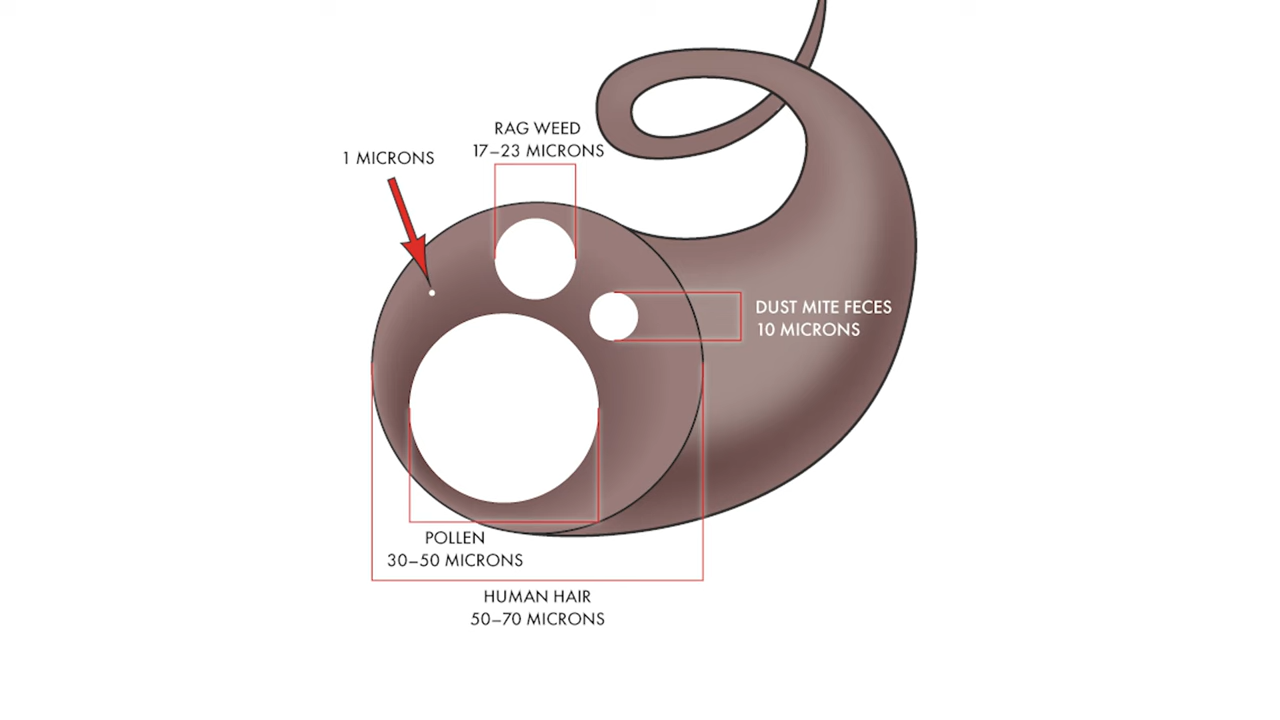 RAG WEED
17–23 MICRONS
1 MICRONS
DUST MITE FECES
10 MICRONS
POLLEN
30–50 MICRONS
HUMAN HAIR
50–70 MICRONS